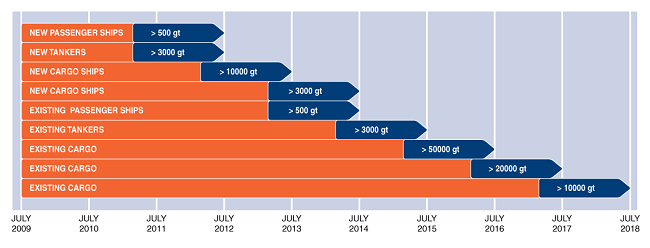 NEW PASSENGER SHIPS > 500 gt
NEW TANKERS > 3000 gt
NEW CARGO SHIPS > 10000 gt
NEW CARGO SHIPS > 3000 gt
EXISTING PASSENGER SHIPS > 500 gt
EXISTING TANKERS > 3000 gt
EXISTING CARGO > 50000 gt
EXISTING CARGO > 20000 gt
EXISTING CARGO > 10000 gt
JULY JULY JULY JULY JULY JULY JULY JULY JULY JULY
2009 2010 2011 2012 2013 2014 2015 2016 2017 2018